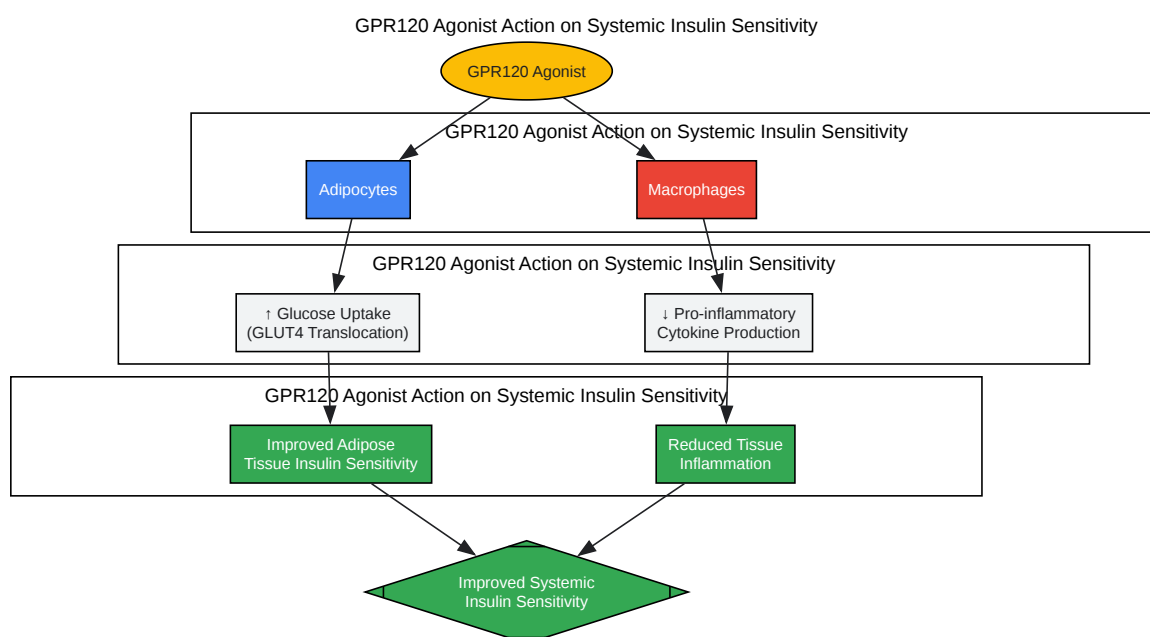 GPR120 Agonist Action on Systemic Insulin Sensitivity
GPR120 Agonist
GPR120 Agonist Action on Systemic Insulin Sensitivity
Adipocytes
Macrophages
GPR120 Agonist Action on Systemic Insulin Sensitivity
↑ Glucose Uptake
(GLUT4 Translocation)
↓ Pro-inflammatory
Cytokine Production
GPR120 Agonist Action on Systemic Insulin Sensitivity
Improved Adipose
Tissue Insulin Sensitivity
Reduced Tissue
Inflammation
Improved Systemic
Insulin Sensitivity